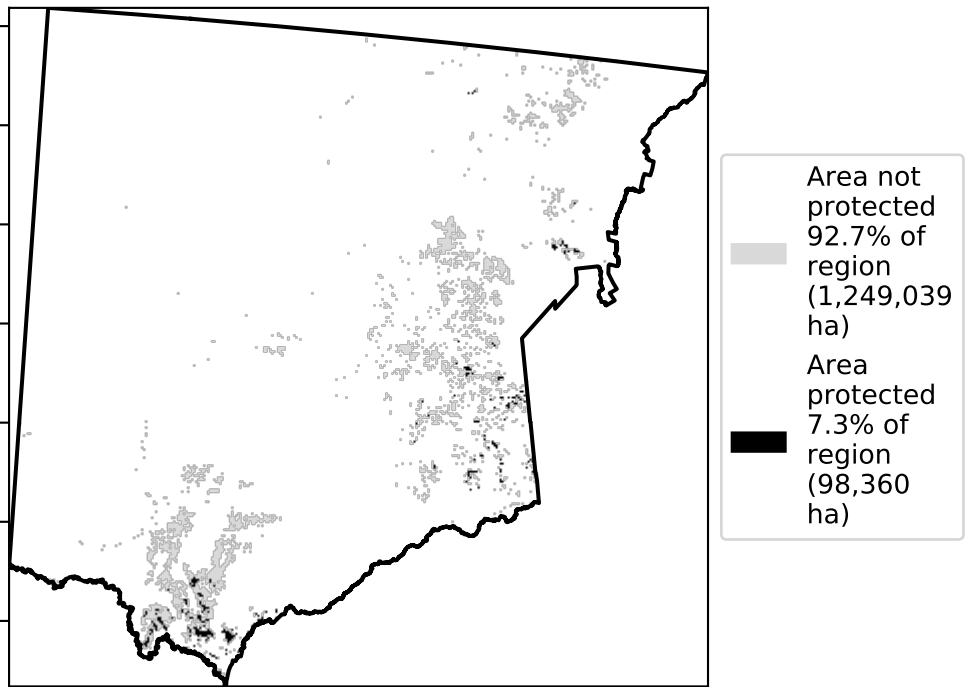 Area not
protected
92.7% of
region
(1,249,039
ha)
Area
protected
7.3% of
region
(98,360
ha)